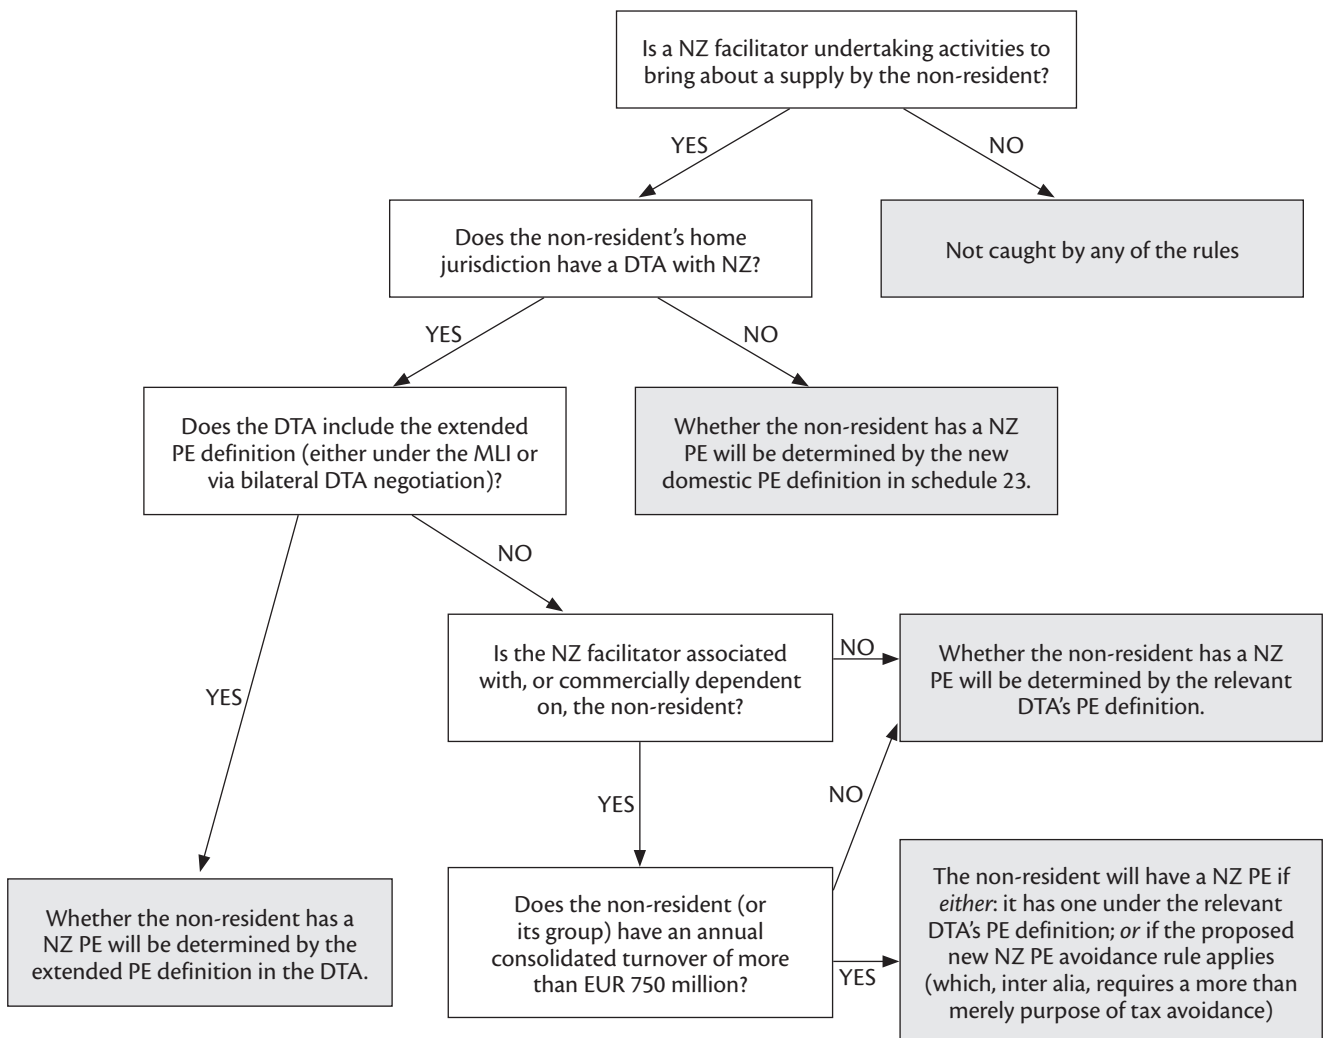 Is a NZ facilitator undertaking activities to
bring about a supply by the non-resident?
YES
NO
Does the non-resident’s home
jurisdiction have a DTA with NZ?
Not caught by any of the rules
YES
NO
Does the DTA include the extended
PE definition (either under the MLI or
via bilateral DTA negotiation)?
Whether the non-resident has a NZ
PE will be determined by the new
domestic PE definition in schedule 23.
NO
YES
Is the NZ facilitator associated
with, or commercially dependent
on, the non-resident?
NO
Whether the non-resident has a NZ
PE will be determined by the relevant
DTA’s PE definition.
YES
NO
Whether the non-resident has a
NZ PE will be determined by the
extended PE definition in the DTA.
Does the non-resident (or
its group) have an annual
consolidated turnover of more
than EUR 750 million?
YES
The non-resident will have a NZ PE if
either: it has one under the relevant
DTA’s PE definition; or if the proposed
new NZ PE avoidance rule applies
(which, inter alia, requires a more than
merely purpose of tax avoidance)